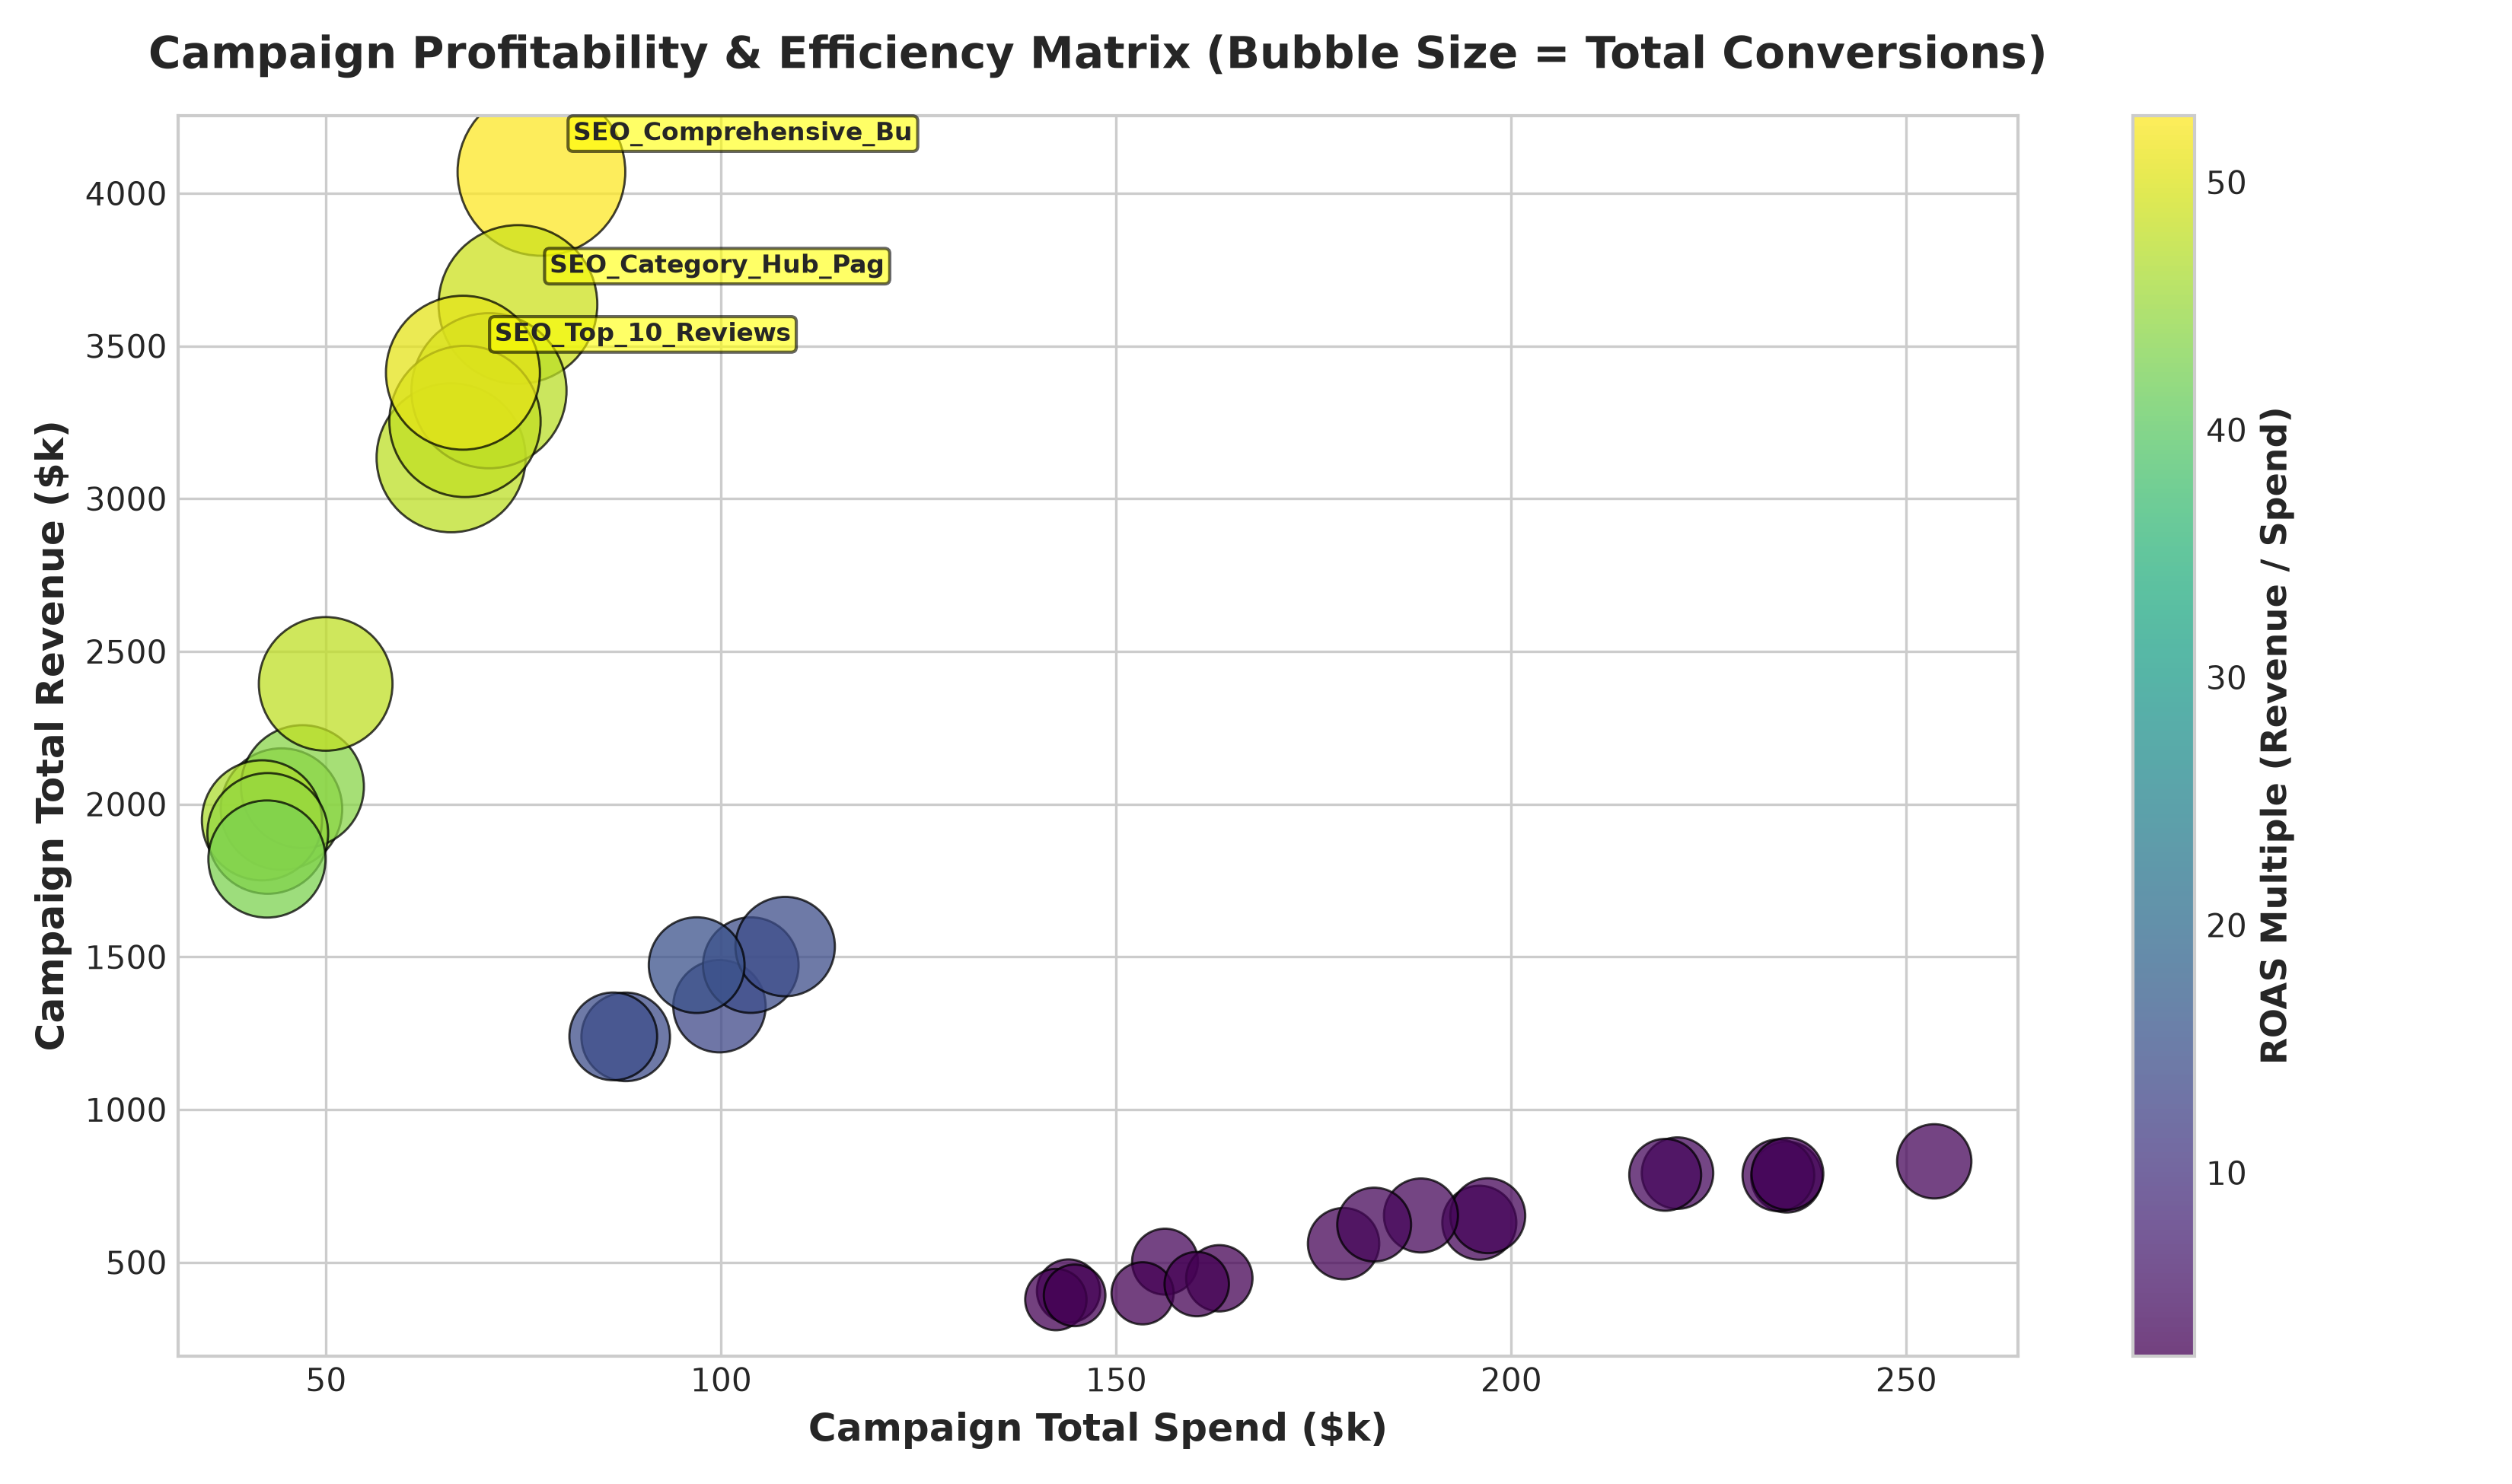 Campaign Profitability & Efficiency Matrix (Bubble Size = Total Conversions)
SEO_Comprehensive_Bu
SEO_Category_Hub_Pag
SEO_Top_10_Reviews
Campaign Total Revenue ($k)
4000
3500
3000
2500
2000
1500
1000
500
50
100
150
200
250
Campaign Total Spend ($k)
50
40
30
20
10
ROAS Multiple (Revenue / Spend)